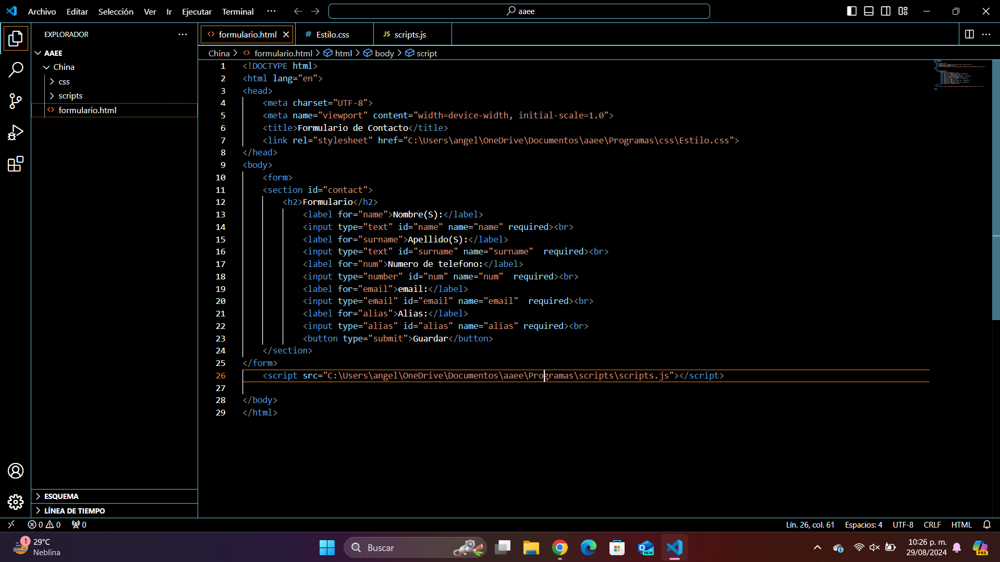 Archivo Editar Selección Ver Ir Ejecutar Terminal ··· aaee
EXPLORADOR ···
AAEE
China
css
scripts
formulario.html
ESQUEMA
LÍNEA DE TIEMPO
formulario.html # Estilo.css JS scripts.js
China > formulario.html > html > body > script
1 <!DOCTYPE html>
2 <html lang="en">
3 <head>
4 <meta charset="UTF-8">
5 <meta name="viewport" content="width=device-width, initial-scale=1.0">
6 <title>Formulario de Contacto</title>
7 <link rel="stylesheet" href="C:\Users\angel\OneDrive\Documentos\aaee\Programas\css\Estilo.css">
8 </head>
9 <body>
10 <form>
11 <section id="contact">
12 <h2>Formulario</h2>
13 <label for="name">Nombre(S):</label>
14 <input type="text" id="name" name="name" required><br>
15 <label for="surname">Apellido(S):</label>
16 <input type="text" id="surname" name="surname"  required><br>
17 <label for="num">Numero de telefono:</label>
18 <input type="number" id="num" name="num"  required><br>
19 <label for="email">email:</label>
20 <input type="email" id="email" name="email"  required><br>
21 <label for="alias">Alias:</label>
22 <input type="alias" id="alias" name="alias" required><br>
23 <button type="submit">Guardar</button>
24 </section>
25 </form>
26 <script src="C:\Users\angel\OneDrive\Documentos\aaee\Programas\scripts\scripts.js"></script>
27
28 </body>
29 </html>
0 0 0 Lín. 26, col. 61 Espacios: 4 UTF-8 CRLF HTML
1 29°C
Neblina
Buscar
NEW
10:26 p. m.
29/08/2024
PRE